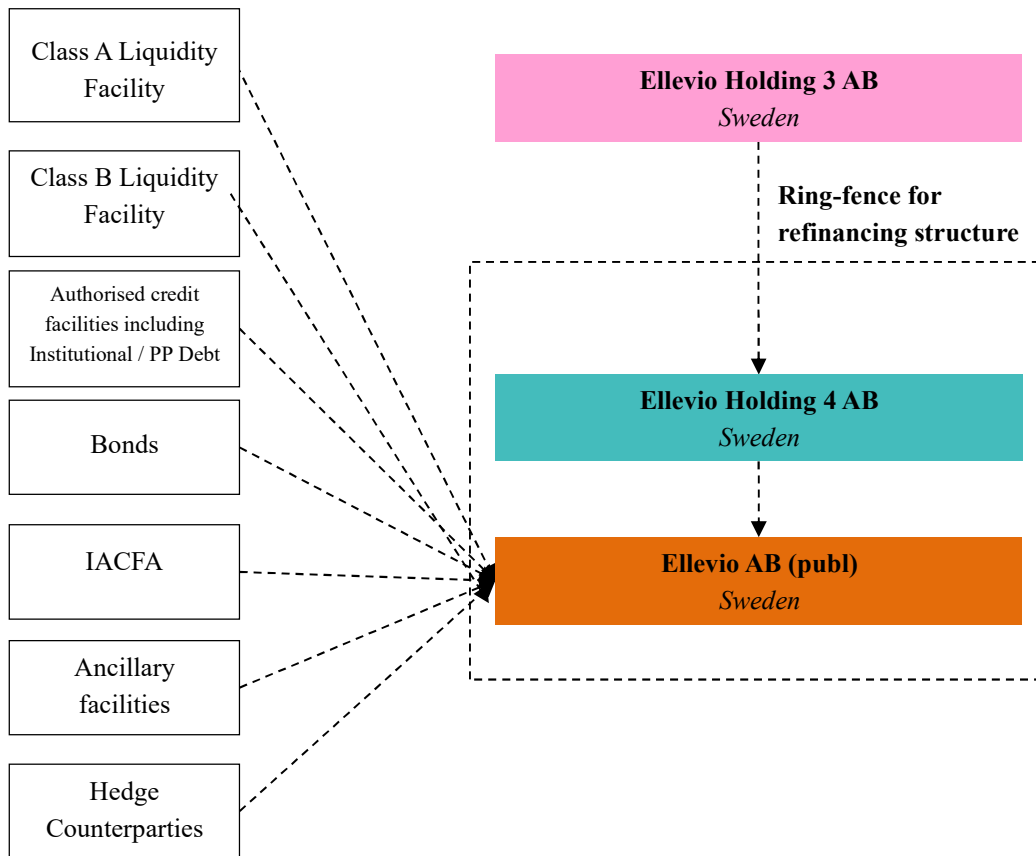 Class A Liquidity
Facility
Class B Liquidity
Facility
Authorised credit
facilities including
Institutional / PP Debt
Bonds
IACFA
Ancillary
facilities
Hedge
Counterparties
Ellevio Holding 3 AB
Sweden
Ring-fence for
refinancing structure
Ellevio Holding 4 AB
Sweden
Ellevio AB (publ)
Sweden